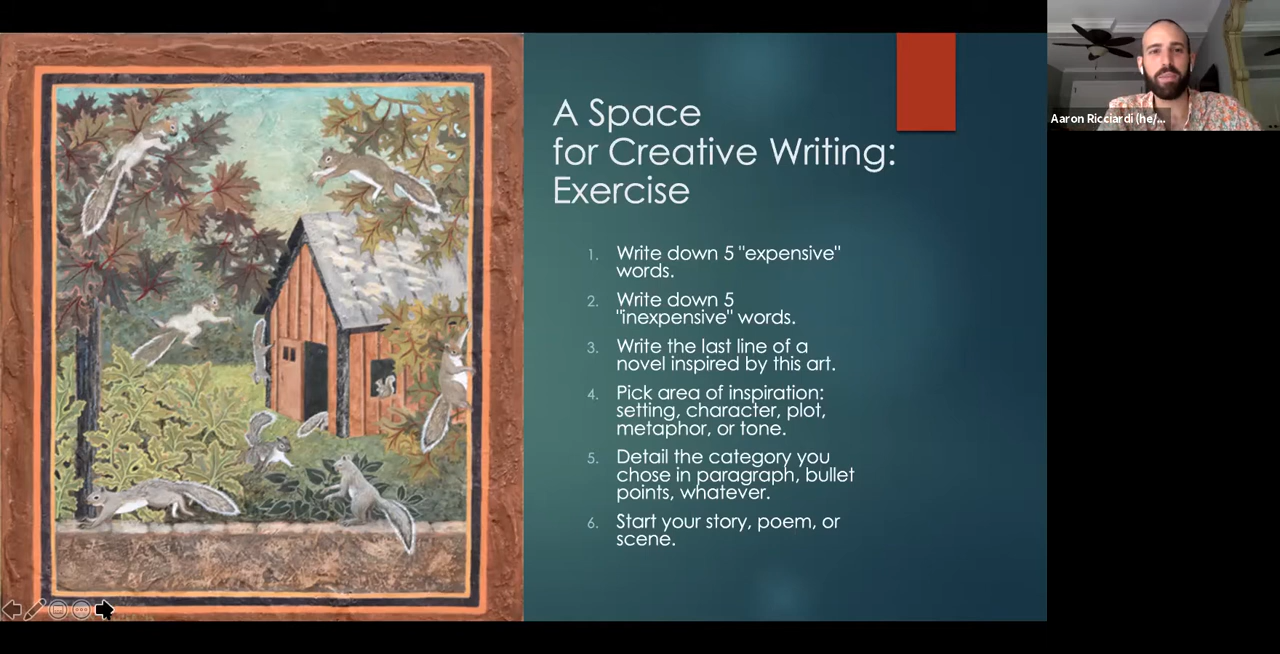 A Space
for Creative Writing:
Exercise
1. Write down 5 "expensive"
words.
2. Write down 5
"inexpensive" words.
3. Write the last line of a
novel inspired by this art.
4. Pick area of inspiration:
setting, character, plot,
metaphor, or tone.
5. Detail the category you
chose in paragraph, bullet
points, whatever.
6. Start your story, poem, or
scene.
Aaron Ricciardi (he/...